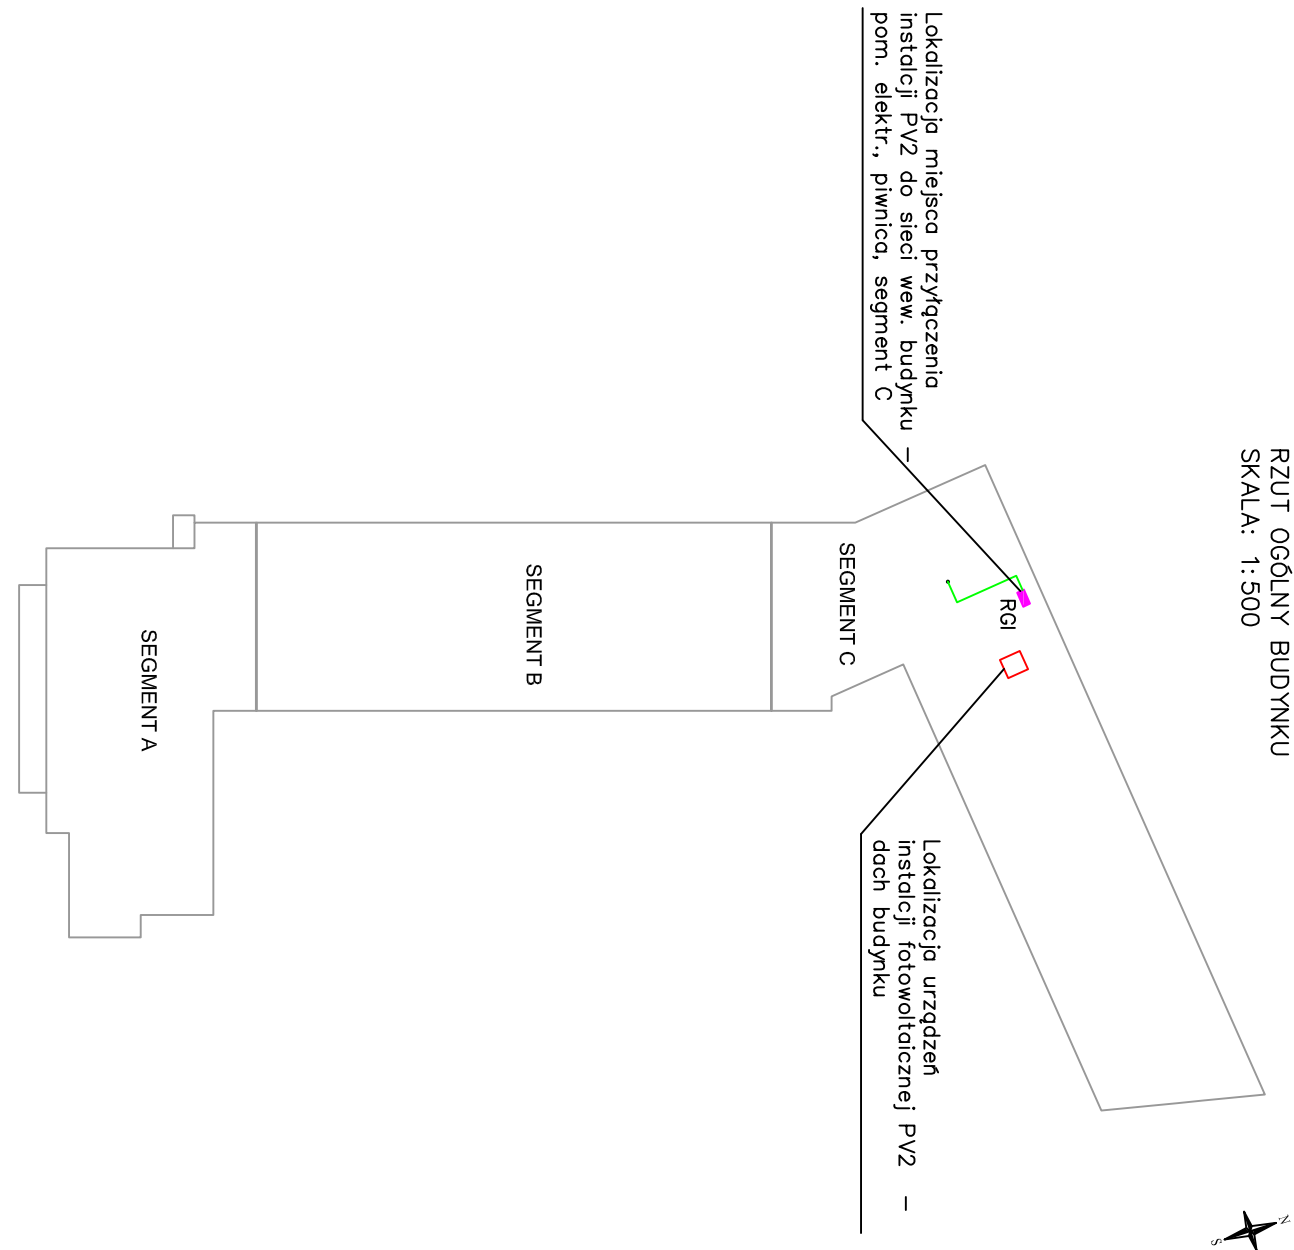 RZUT OGÓLNY BUDYNKU
SKALA: 1:500
Lokalizacja miejsca przyłączenia
instalcji PV2 do sieci wew. budynku –
pom. elektr., piwnica, segment C
Lokalizacja urządzeń
instalcji fotowoltaicznej PV2 –
dach budynku
RGI
SEGMENT C
SEGMENT B
SEGMENT A
N
S